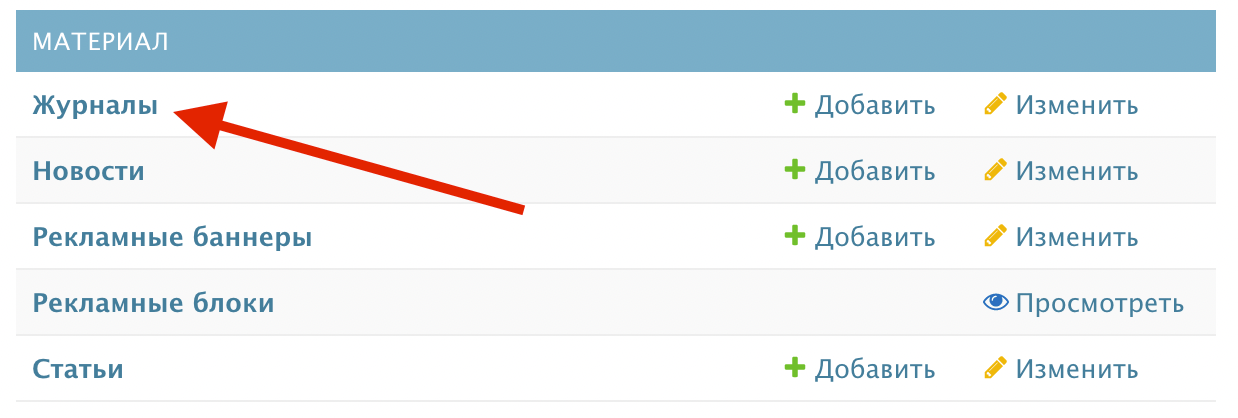 МАТЕРИАЛ
Журналы Добавить Изменить
Новости Добавить Изменить
Рекламные баннеры Добавить Изменить
Рекламные блоки Просмотреть
Статьи Добавить Изменить